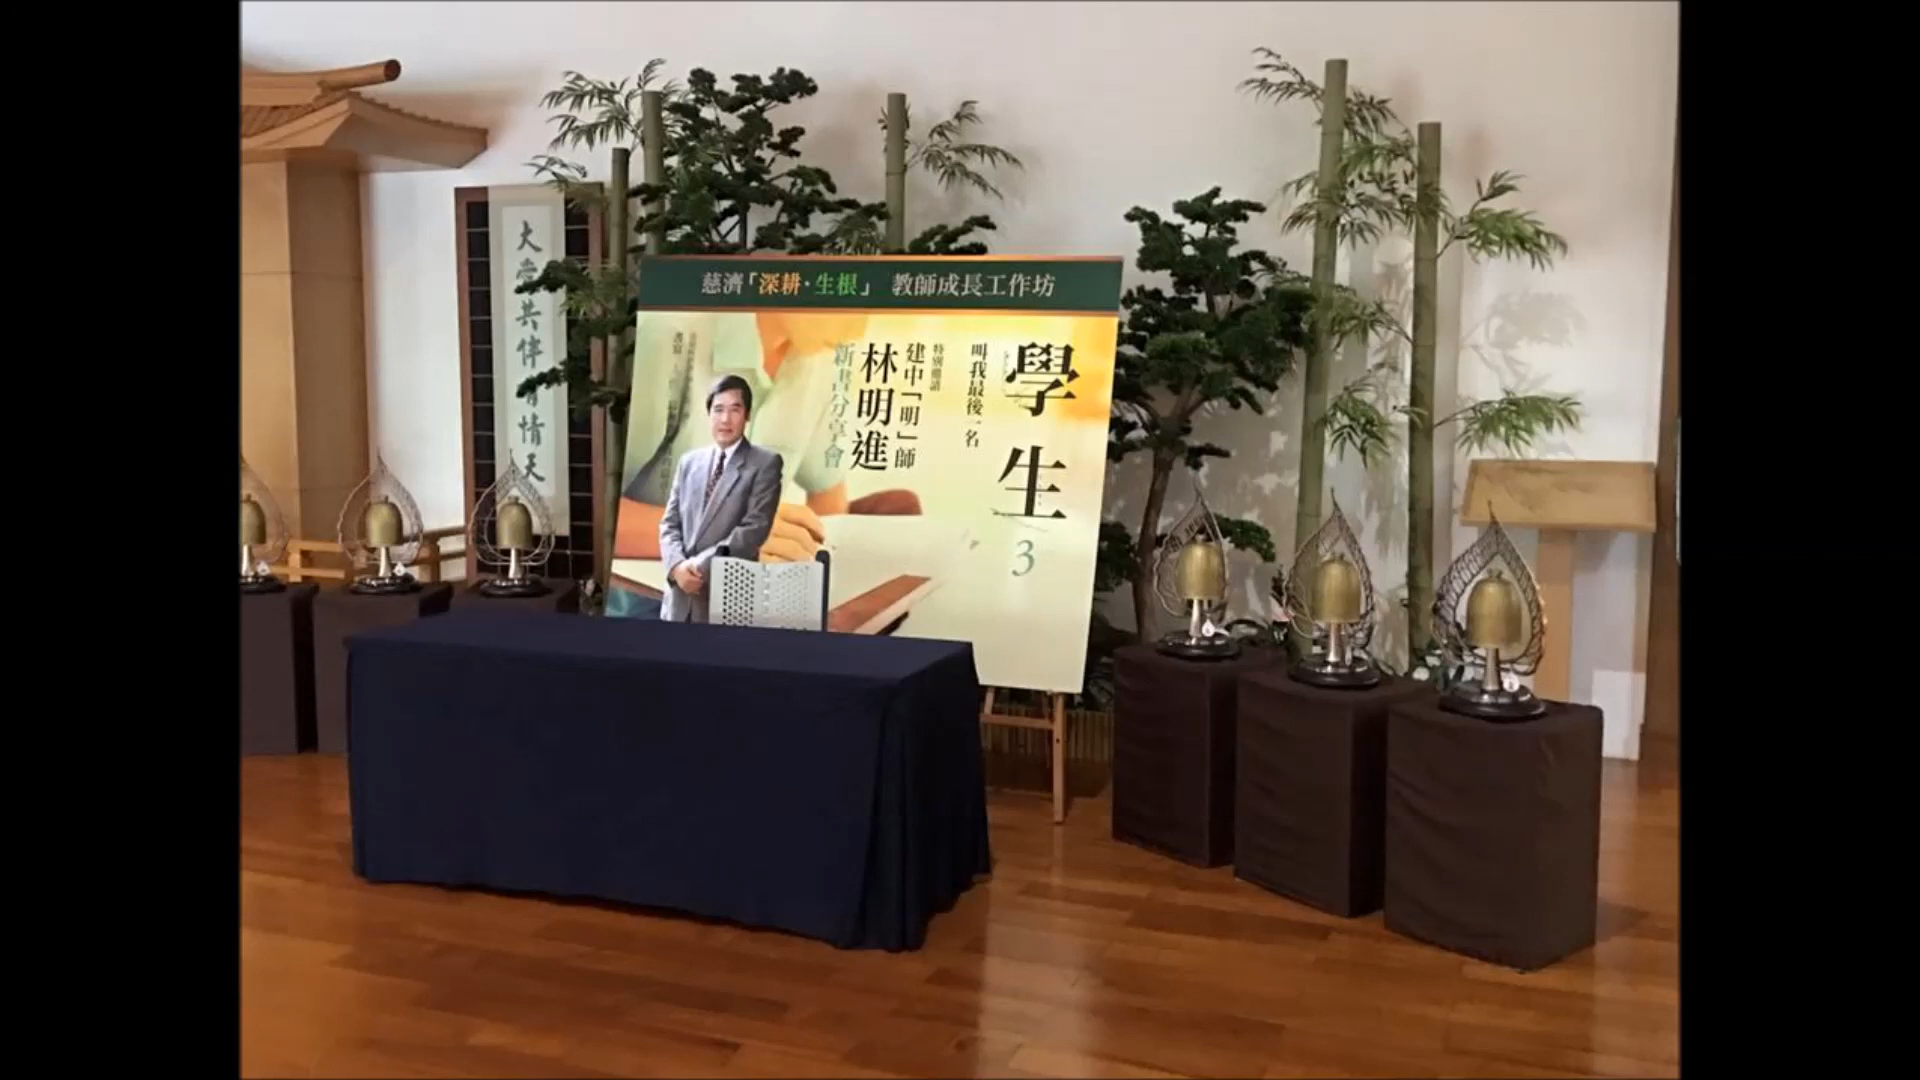 慈濟「深耕·生根」 教師成長工作坊
學生
3
叫我最後一名
特別邀請
建中「明」師
林明進
新書分享會
書寫
大愛共伴有情天